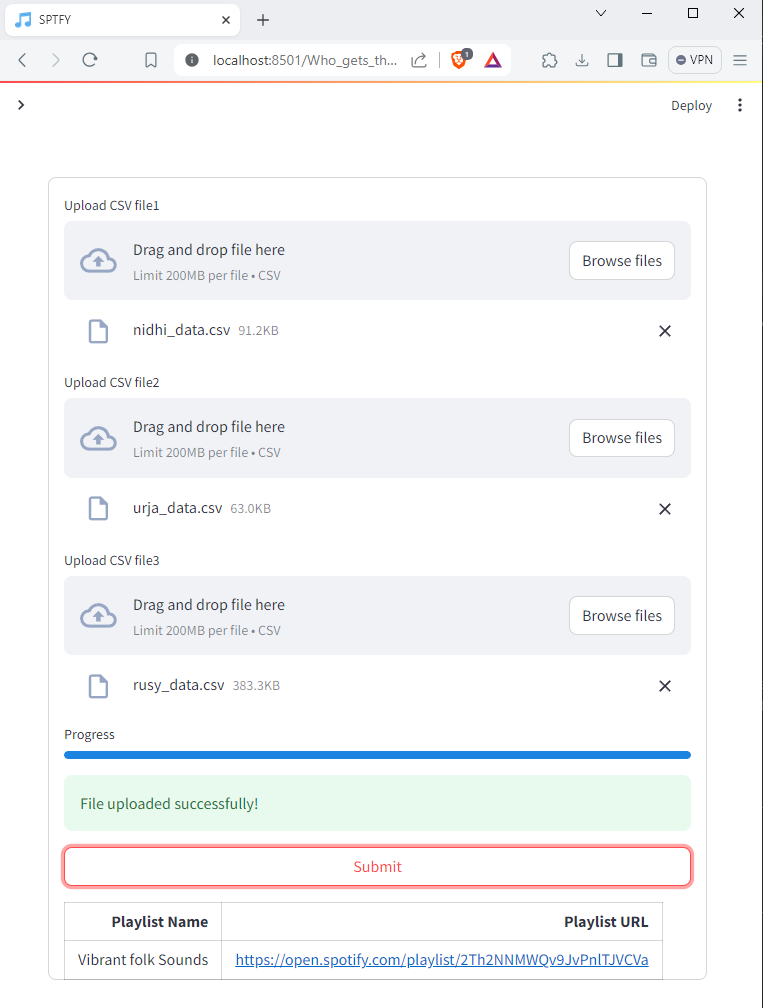 SPTFY
localhost:8501/Who_gets_th...
1
VPN
Deploy
Upload CSV file1
Drag and drop file here
Limit 200MB per file • CSV
Browse files
nidhi_data.csv 91.2KB
Upload CSV file2
Drag and drop file here
Limit 200MB per file • CSV
Browse files
urja_data.csv 63.0KB
Upload CSV file3
Drag and drop file here
Limit 200MB per file • CSV
Browse files
rusy_data.csv 383.3KB
Progress
File uploaded successfully!
Submit
Playlist Name Playlist URL
Vibrant folk Sounds https://open.spotify.com/playlist/2Th2NNMWQv9JvPnlTJVCVa